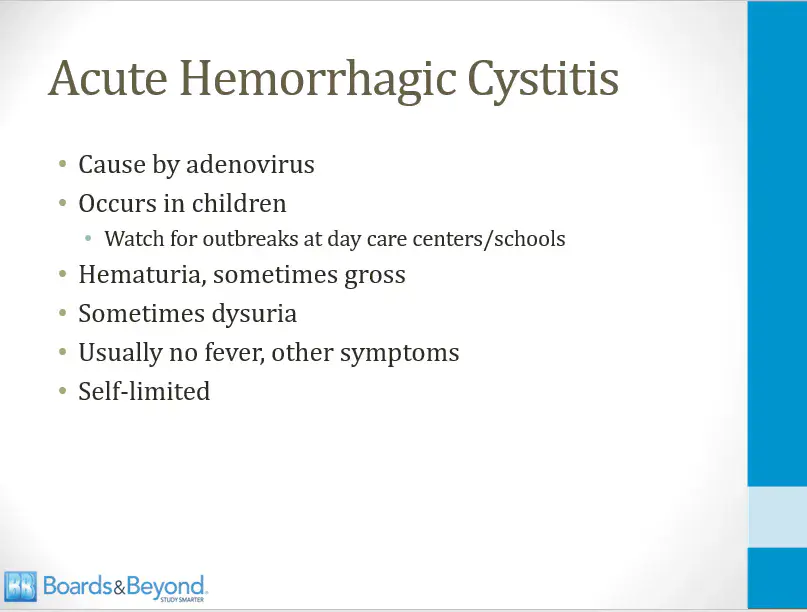 Acute Hemorrhagic Cystitis
• Cause by adenovirus
• Occurs in children
• Watch for outbreaks at day care centers/schools
• Hematuria, sometimes gross
• Sometimes dysuria
• Usually no fever, other symptoms
• Self-limited
BB Boards&Beyond.
STUDY SMARTER